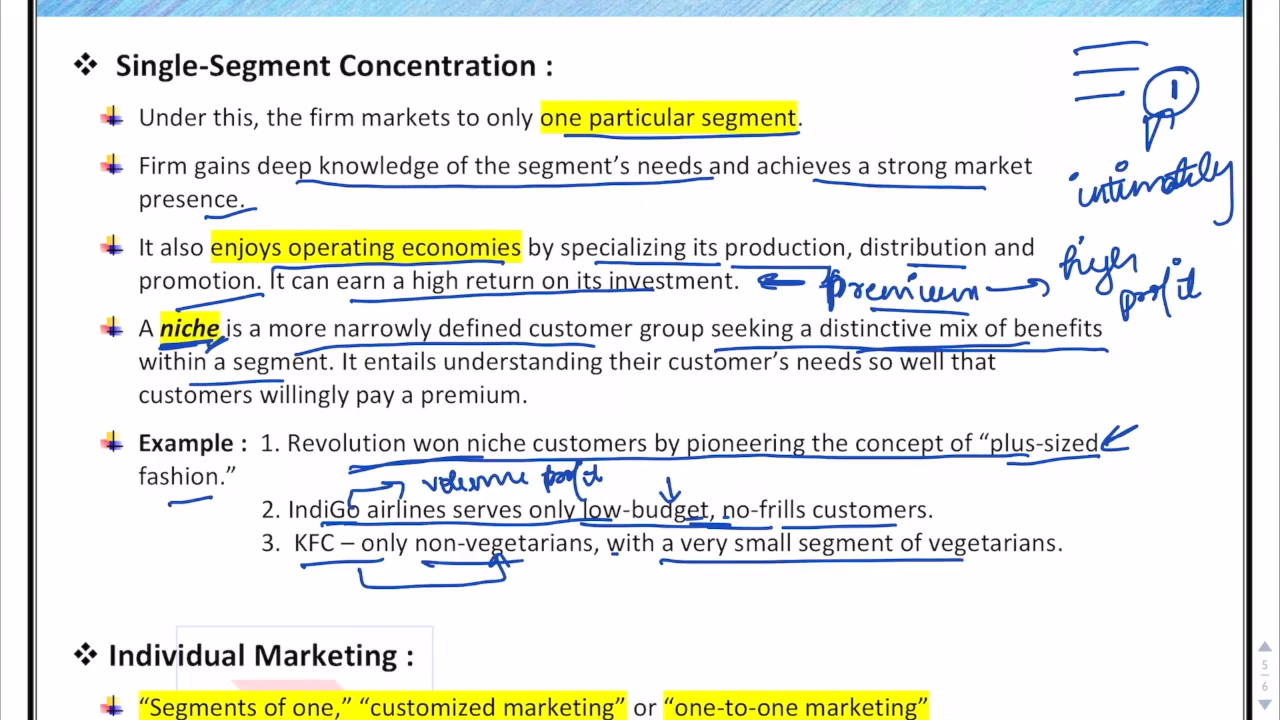 ❖ Single-Segment Concentration :
Under this, the firm markets to only one particular segment.
1
Firm gains deep knowledge of the segment's needs and achieves a strong market
presence.
intimately
It also enjoys operating economies by specializing its production, distribution and
promotion. It can earn a high return on its investment.
premium
higher
profit
A niche is a more narrowly defined customer group seeking a distinctive mix of benefits
within a segment. It entails understanding their customer's needs so well that
customers willingly pay a premium.
Example : 1. Revolution won niche customers by pioneering the concept of “plus-sized
fashion.”
volume profit
2. IndiGo airlines serves only low-budget, no-frills customers.
3. KFC – only non-vegetarians, with a very small segment of vegetarians.
❖ Individual Marketing :
“Segments of one,” “customized marketing” or “one-to-one marketing”
5
6